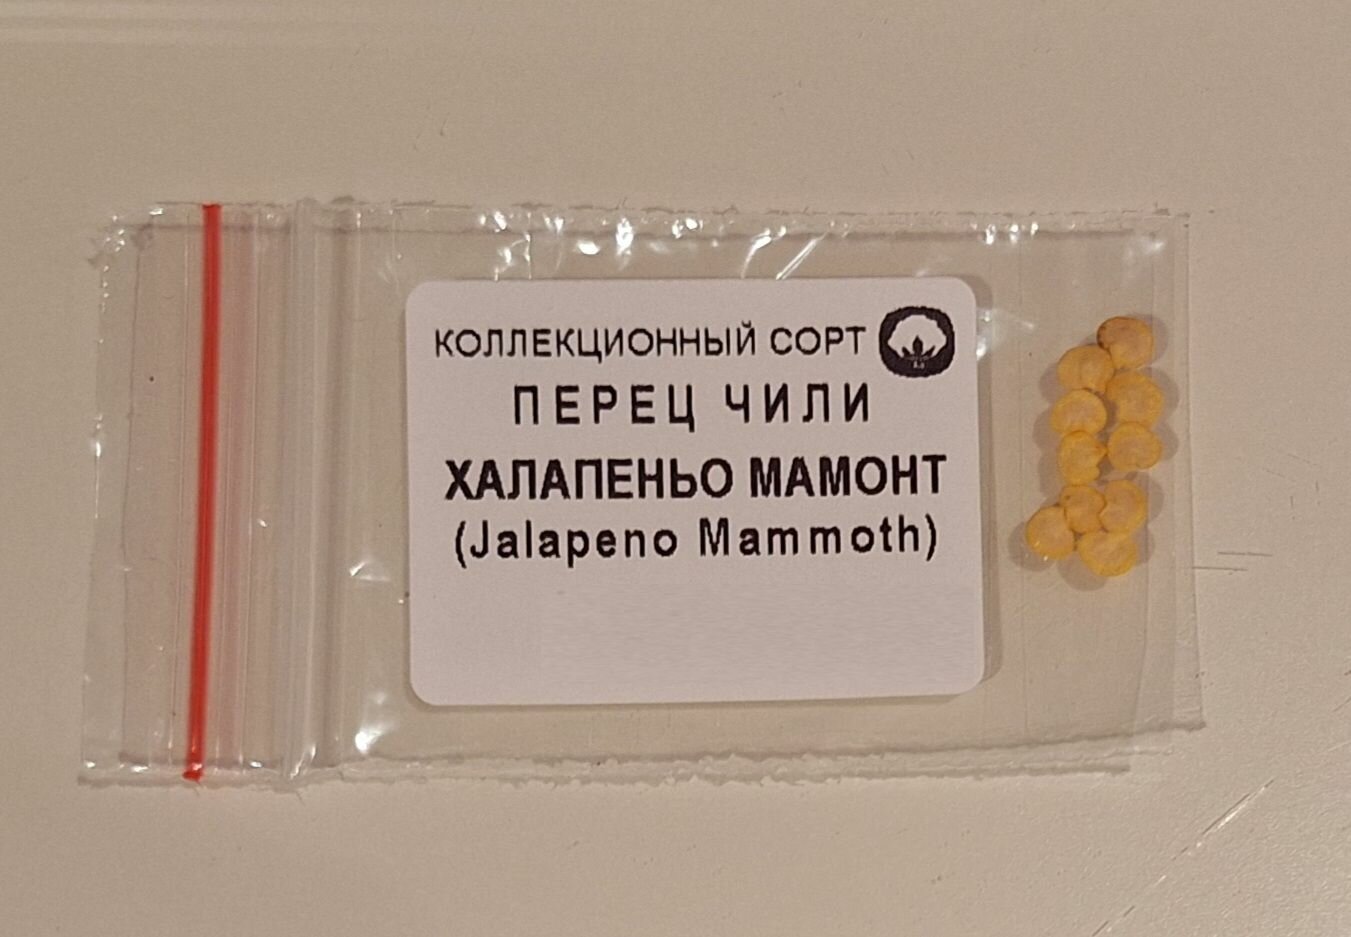 КОЛЛЕКЦИОННЫЙ СОРТ
ПЕРЕЦ ЧИЛИ
ХАЛАПЕНЬО МАМОНТ
(Jalapeno Mammoth)